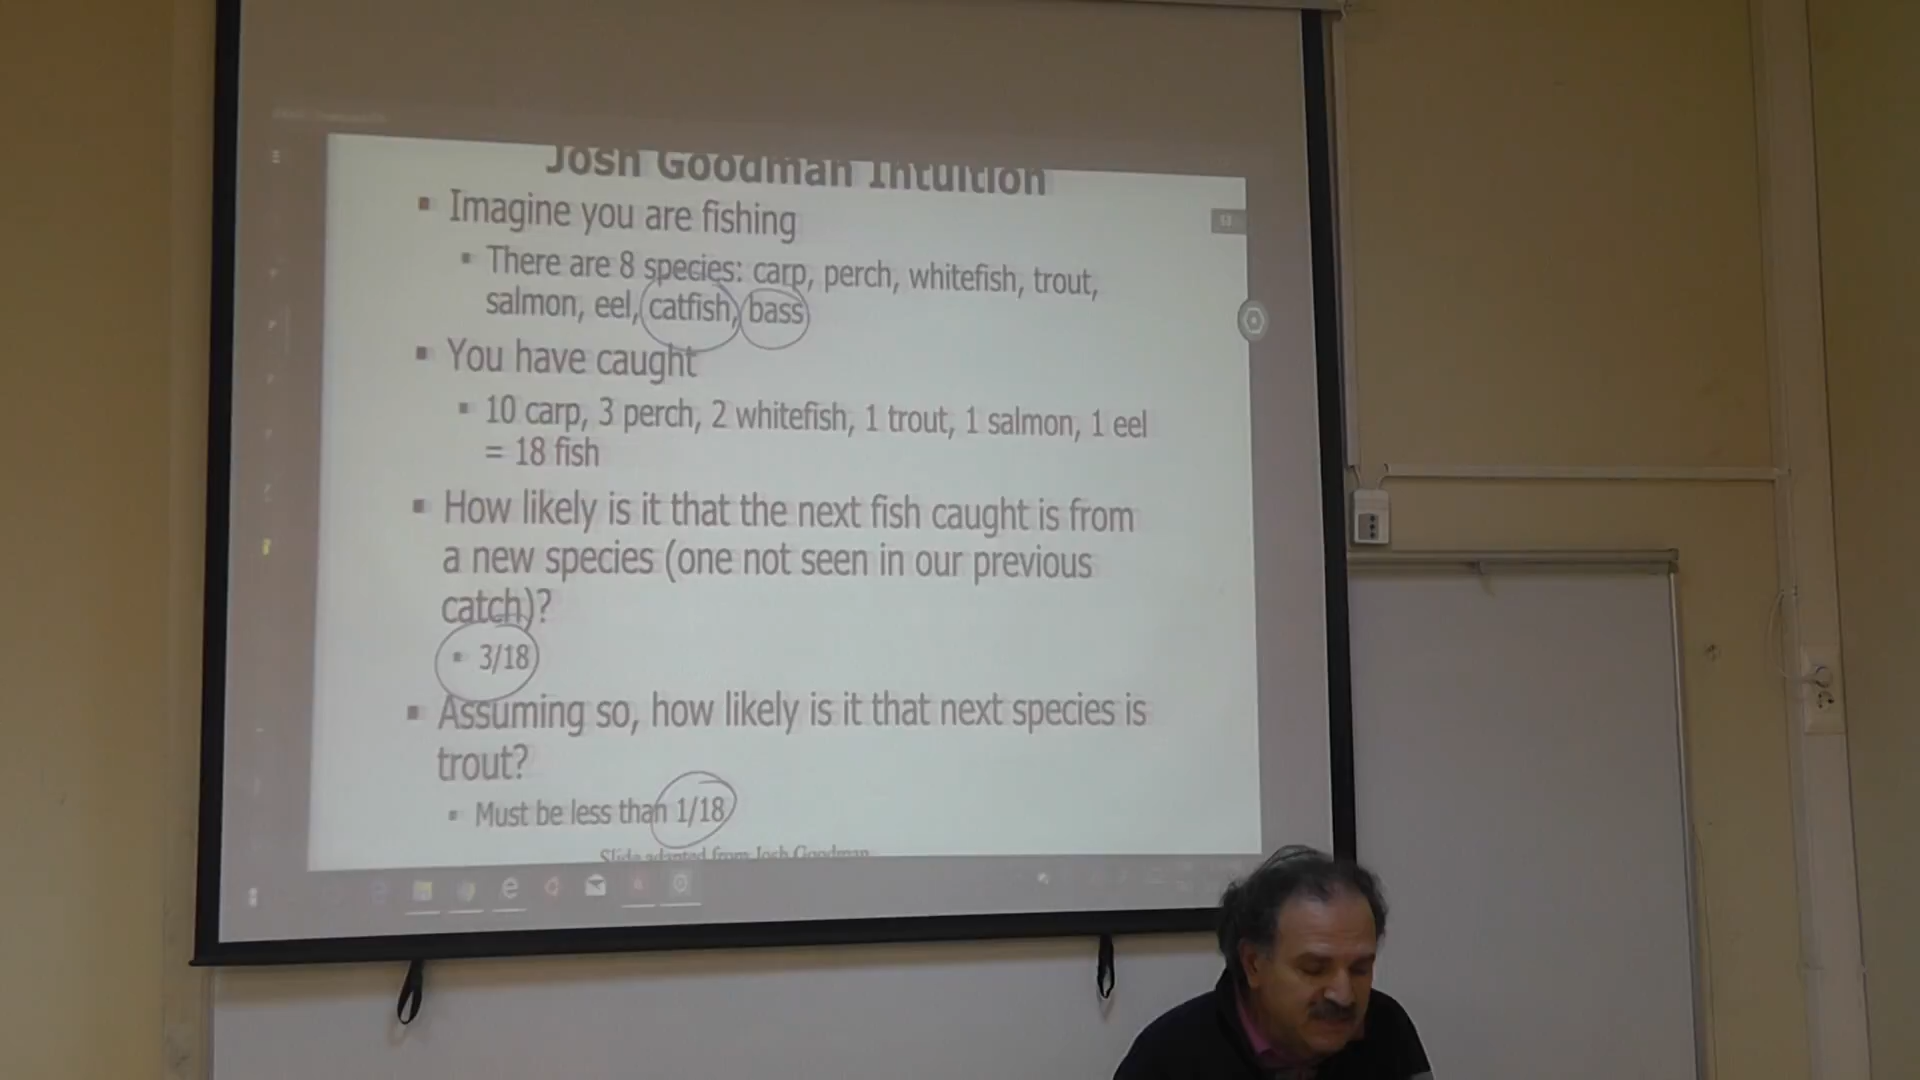 Josh Goodman Intuition
▪ Imagine you are fishing
▪ There are 8 species: carp, perch, whitefish, trout,
salmon, eel, catfish, bass
▪ You have caught
▪ 10 carp, 3 perch, 2 whitefish, 1 trout, 1 salmon, 1 eel
= 18 fish
▪ How likely is it that the next fish caught is from
a new species (one not seen in our previous
catch)?
▪ 3/18
▪ Assuming so, how likely is it that next species is
trout?
▪ Must be less than 1/18
Slide adapted from Josh Goodman